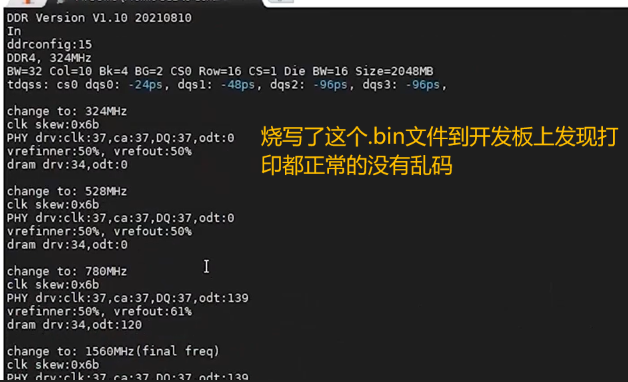 DDR Version V1.10 20210810
In
ddrconfig:15
DDR4, 324MHz
BW=32 Col=10 Bk=4 BG=2 CS0 Row=16 CS=1 Die BW=16 Size=2048MB
tdqss: cs0 dqs0: -24ps, dqs1: -48ps, dqs2: -96ps, dqs3: -96ps,
change to: 324MHz
clk skew:0x6b
PHY drv:clk:37,ca:37,DQ:37,odt:0
vrefinner:50%, vrefout:50%
dram drv:34,odt:0
烧写了这个.bin文件到开发板上发现打
印都正常的没有乱码
change to: 528MHz
clk skew:0x6b
PHY drv:clk:37,ca:37,DQ:37,odt:0
vrefinner:50%, vrefout:50%
dram drv:34,odt:0
change to: 780MHz
clk skew:0x6b
PHY drv:clk:37,ca:37,DQ:37,odt:139
vrefinner:50%, vrefout:61%
dram drv:34,odt:120
change to: 1560MHz(final freq)
clk skew:0x6b
PHY drv:clk:37,ca:37,DQ:37,odt:139